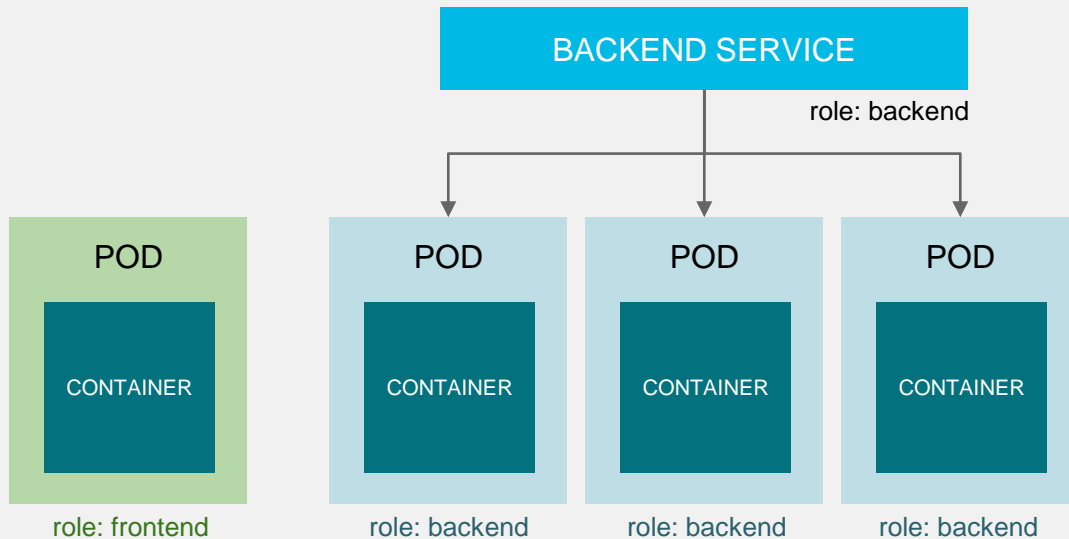 BACKEND SERVICE
role: backend
POD
POD
POD
POD
CONTAINER
CONTAINER
CONTAINER
CONTAINER
role: frontend
role: backend
role: backend
role: backend